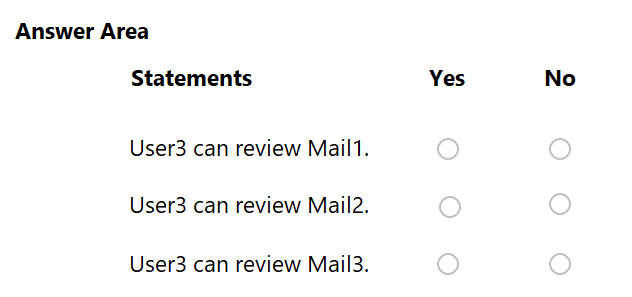 Answer Area
Statements Yes No
User3 can review Mail1.
User3 can review Mail2.
User3 can review Mail3.